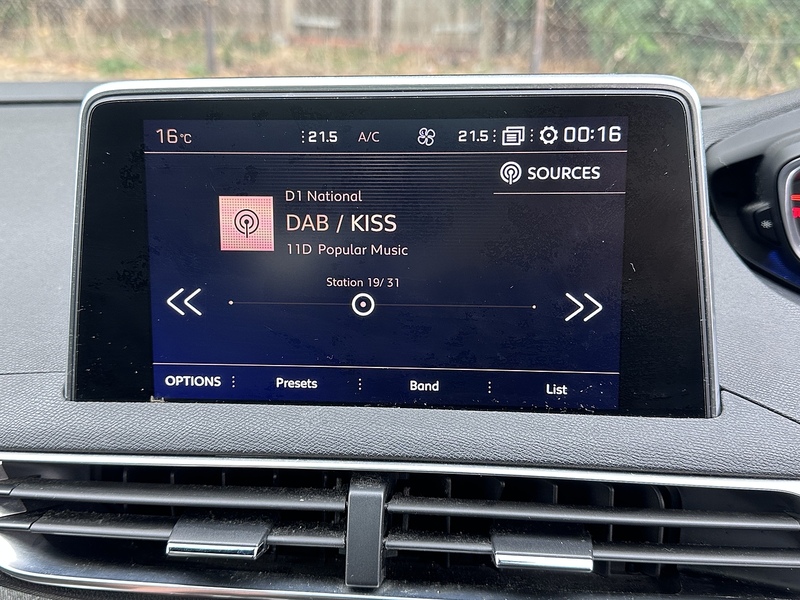 16°C 21.5 A/C 21.5 00:16
SOURCES
D1 National
DAB / KISS
11D Popular Music
Station 19/ 31
OPTIONS Presets Band List